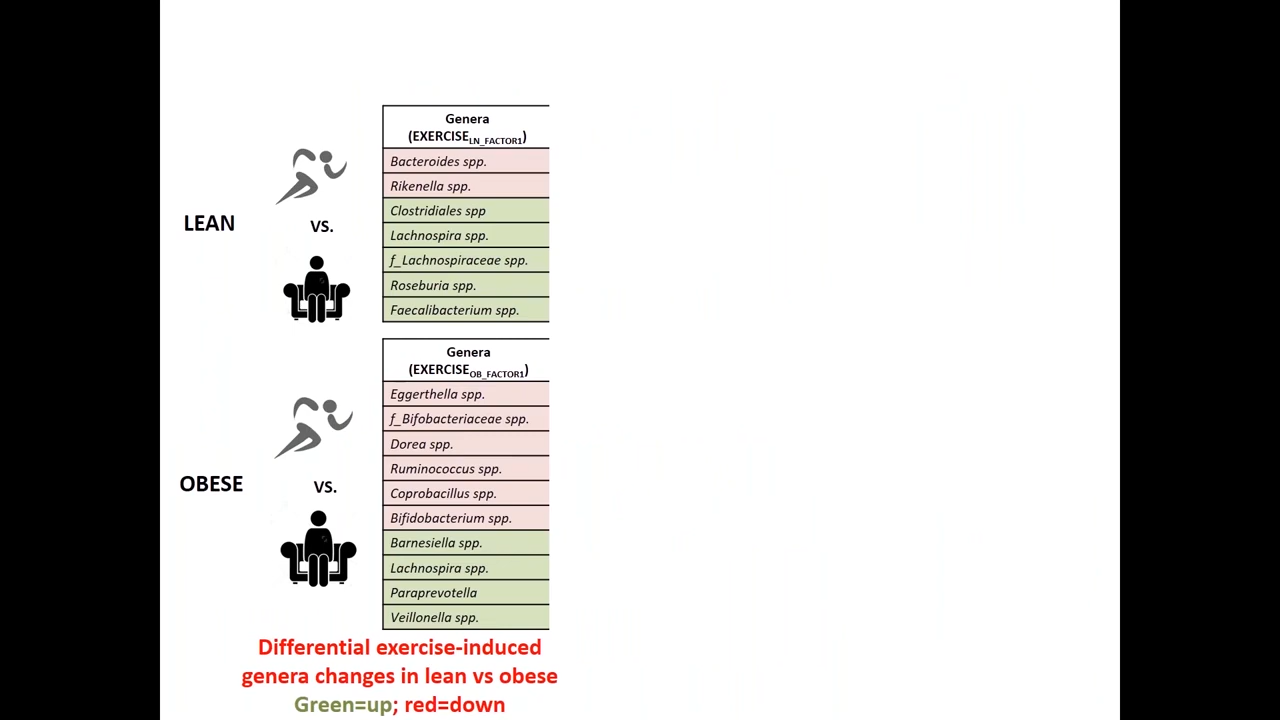 Genera
(EXERCISELN_FACTOR1)
Bacteroides spp.
Rikenella spp.
Clostridiales spp
Lachnospira spp.
f_Lachnospiraceae spp.
Roseburia spp.
Faecalibacterium spp.
LEAN
VS.
Genera
(EXERCISEOB_FACTOR1)
Eggerthella spp.
f_Bifobacteriaceae spp.
Dorea spp.
Ruminococcus spp.
Coprobacillus spp.
Bifidobacterium spp.
Barnesiella spp.
Lachnospira spp.
Paraprevotella
Veillonella spp.
OBESE
VS.
Differential exercise-induced
genera changes in lean vs obese
Green=up; red=down